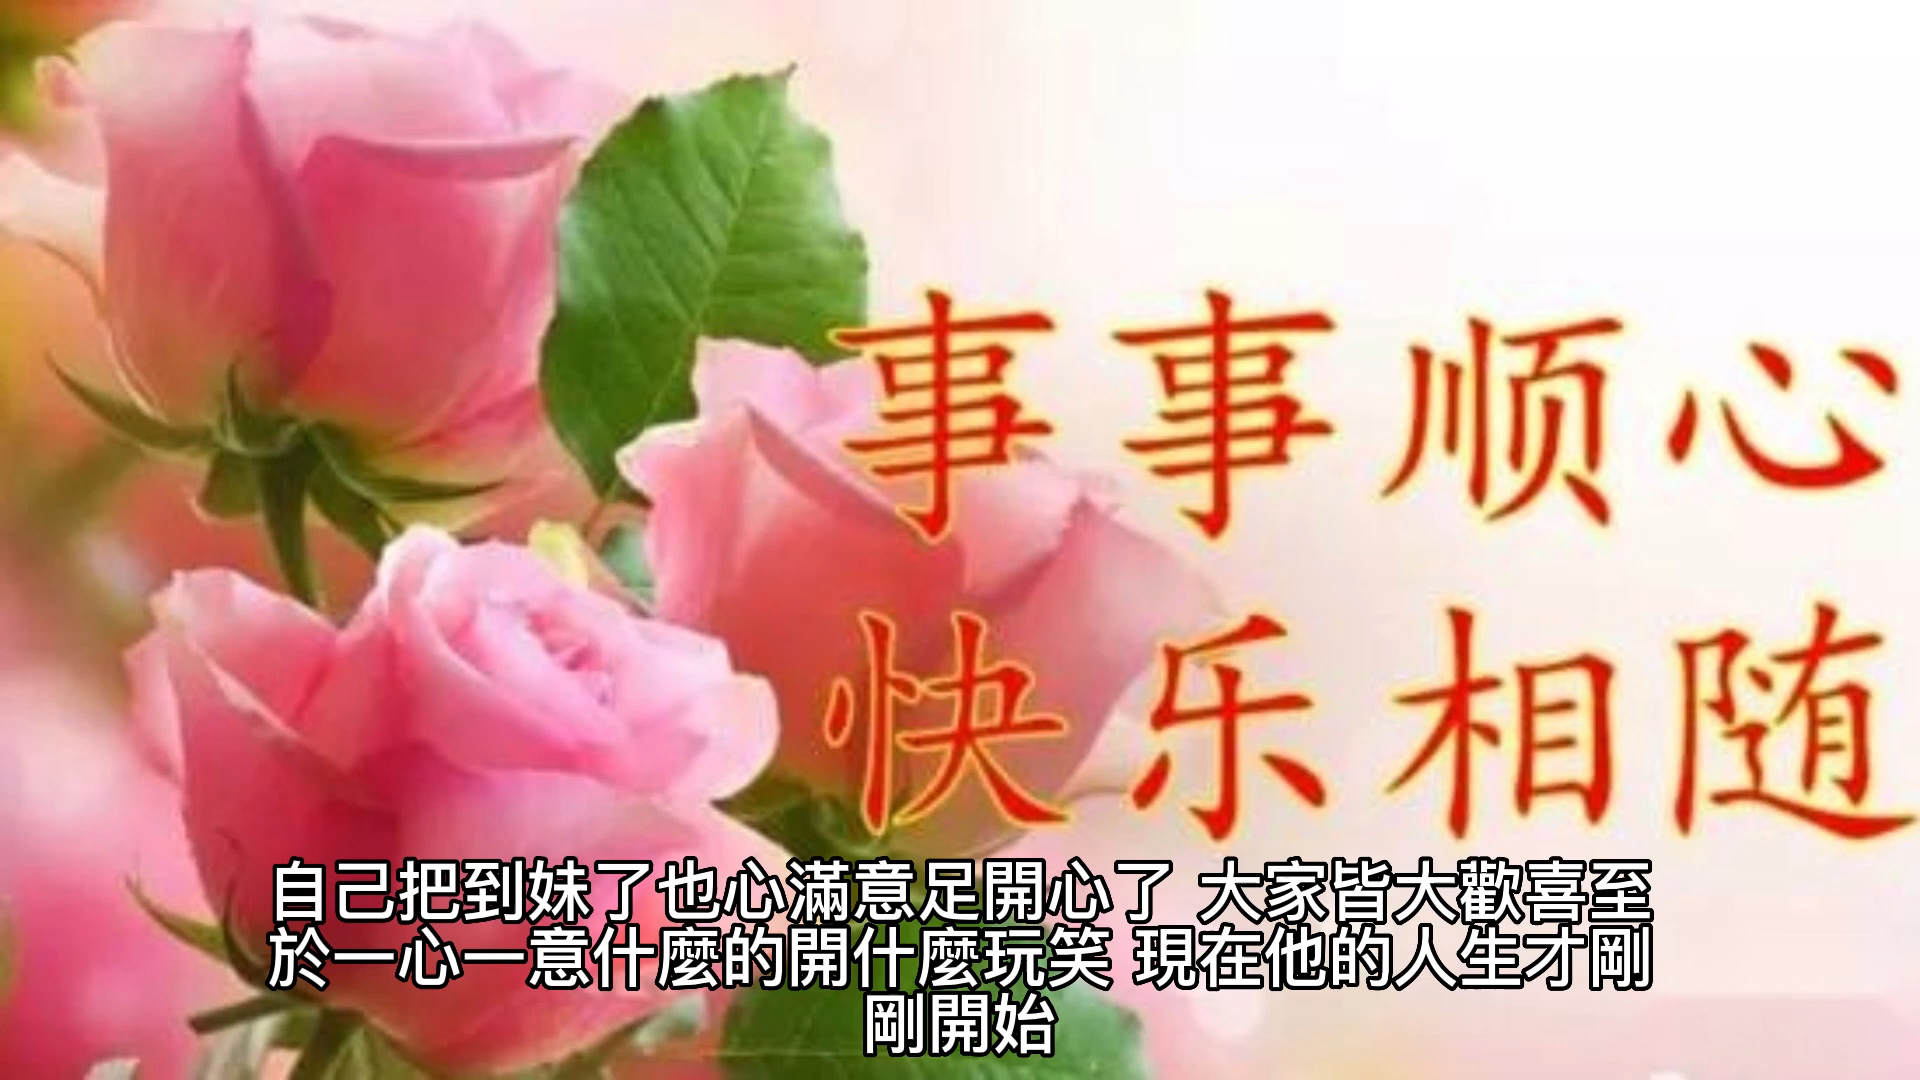 事事顺心
快乐相随
自己把到妹了也心滿意足開心了 大家皆大歡喜至
於一心一意什麼的開什麼玩笑 現在他的人生才剛
剛開始